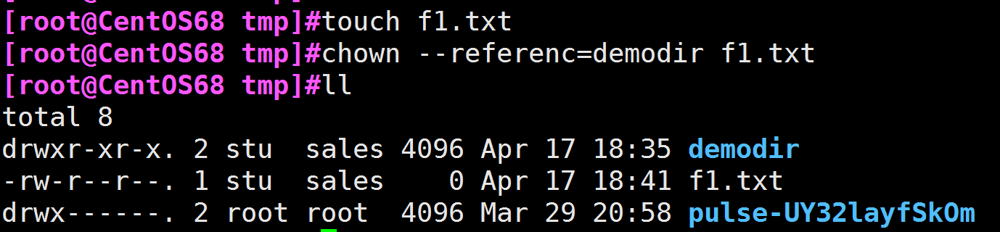 [root@CentOS68 tmp]#touch f1.txt
[root@CentOS68 tmp]#chown --referenc=demodir f1.txt
[root@CentOS68 tmp]#ll
total 8
drwxr-xr-x. 2 stu  sales 4096 Apr 17 18:35 demodir
-rw-r--r--. 1 stu  sales    0 Apr 17 18:41 f1.txt
drwx------. 2 root root  4096 Mar 29 20:58 pulse-UY32layfSkOm